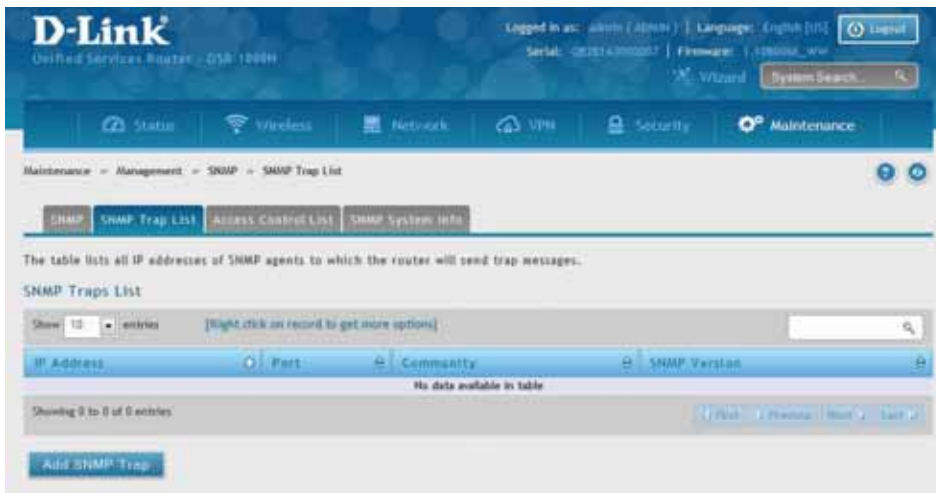 D-Link
Unified Services Router - DSR-1000N
Logged in as: admin ( ADMIN ) | Language: English [US]
Logout
Serial: | Firmware:
Wizard
System Search...
Status
Wireless
Network
VPN
Security
Maintenance
Maintenance » Management » SNMP » SNMP Trap List
SNMP
SNMP Trap List
Access Control List
SNMP System Info
The table lists all IP addresses of SNMP agents to which the router will send trap messages.
SNMP Traps List
Show 10 entries
[Right click on record to get more options]
IP Address
Port
Community
SNMP Version
No data available in table
Showing 0 to 0 of 0 entries
First
Previous
Next
Last
Add SNMP Trap